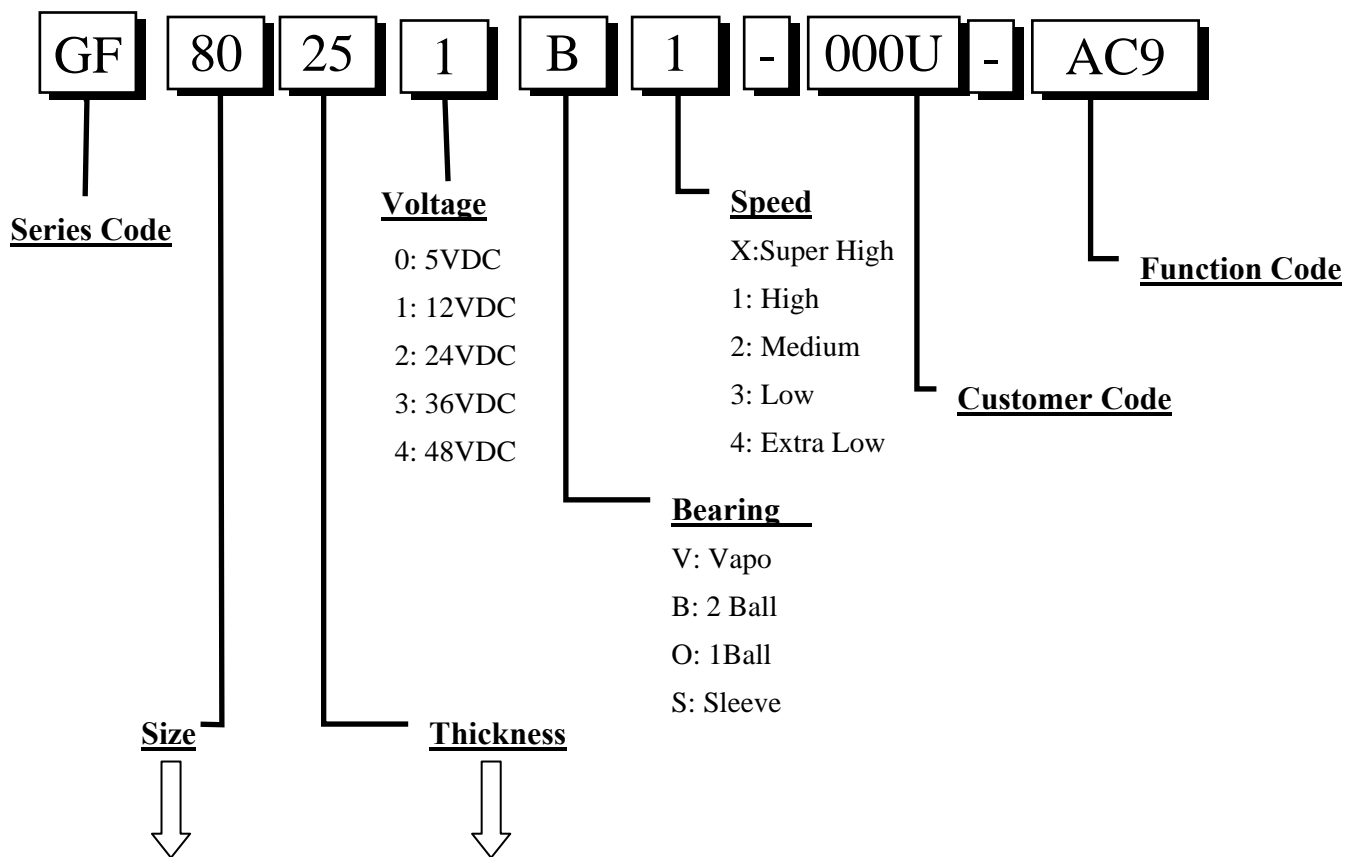 GF 80 25 1 B 1 - 000U - AC9
Series Code
Voltage
0: 5VDC
1: 12VDC
2: 24VDC
3: 36VDC
4: 48VDC
Speed
X:Super High
1: High
2: Medium
3: Low
4: Extra Low
Function Code
Customer Code
Bearing
V: Vapo
B: 2 Ball
O: 1Ball
S: Sleeve
Size
Thickness